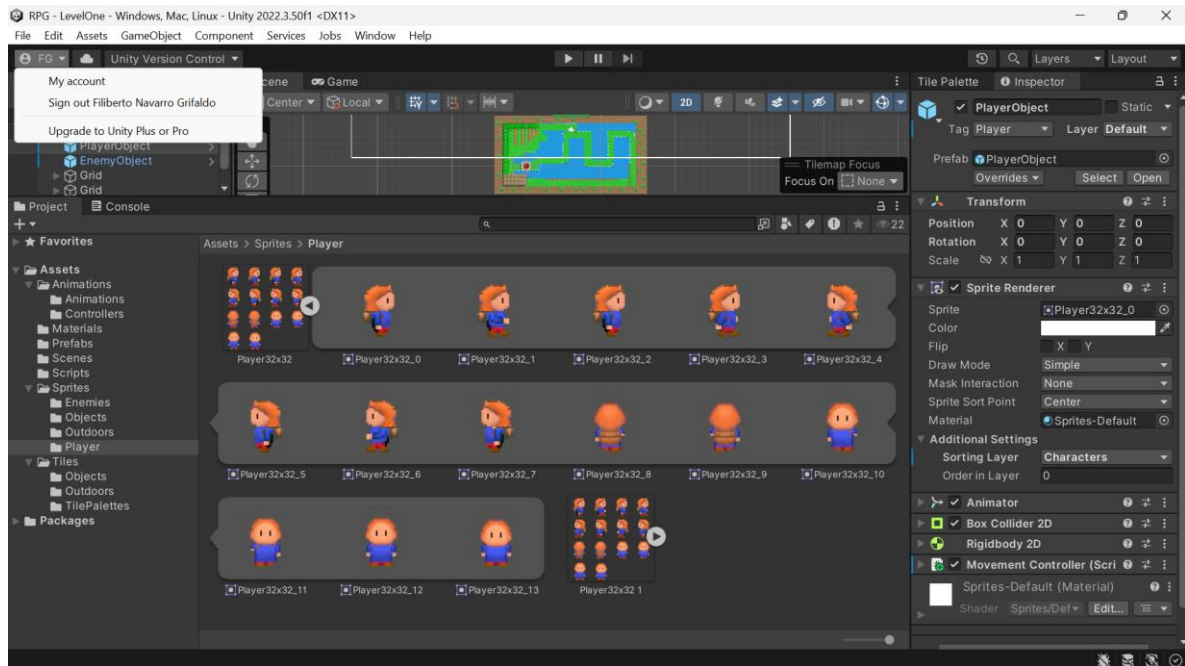 RPG - LevelOne - Windows, Mac, Linux - Unity 2022.3.50f1 <DX11>
File Edit Assets GameObject Component Services Jobs Window Help
FG Unity Version Control Layers Layout
My account
Sign out Filiberto Navarro Grifaldo
Upgrade to Unity Plus or Pro
cene Game
Center Local 2D
PlayerObject
EnemyObject
Grid
Grid
Tilemap Focus
Focus On None
Project Console
22
Favorites
Assets
Animations
Animations
Controllers
Materials
Prefabs
Scenes
Scripts
Sprites
Enemies
Objects
Outdoors
Player
Tiles
Objects
Outdoors
TilePalettes
Packages
Assets > Sprites > Player
Player32x32 Player32x32_0 Player32x32_1 Player32x32_2 Player32x32_3 Player32x32_4
Player32x32_5 Player32x32_6 Player32x32_7 Player32x32_8 Player32x32_9 Player32x32_10
Player32x32_11 Player32x32_12 Player32x32_13 Player32x32 1
Tile Palette Inspector
PlayerObject Static
Tag Player Layer Default
Prefab PlayerObject
Overrides Select Open
Transform
Position X 0 Y 0 Z 0
Rotation X 0 Y 0 Z 0
Scale X 1 Y 1 Z 1
Sprite Renderer
Sprite Player32x32_0
Color
Flip X Y
Draw Mode Simple
Mask Interaction None
Sprite Sort Point Center
Material Sprites-Default
Additional Settings
Sorting Layer Characters
Order in Layer 0
Animator
Box Collider 2D
Rigidbody 2D
Movement Controller (Scri
Sprites-Default (Material)
Shader Sprites/Def Edit...